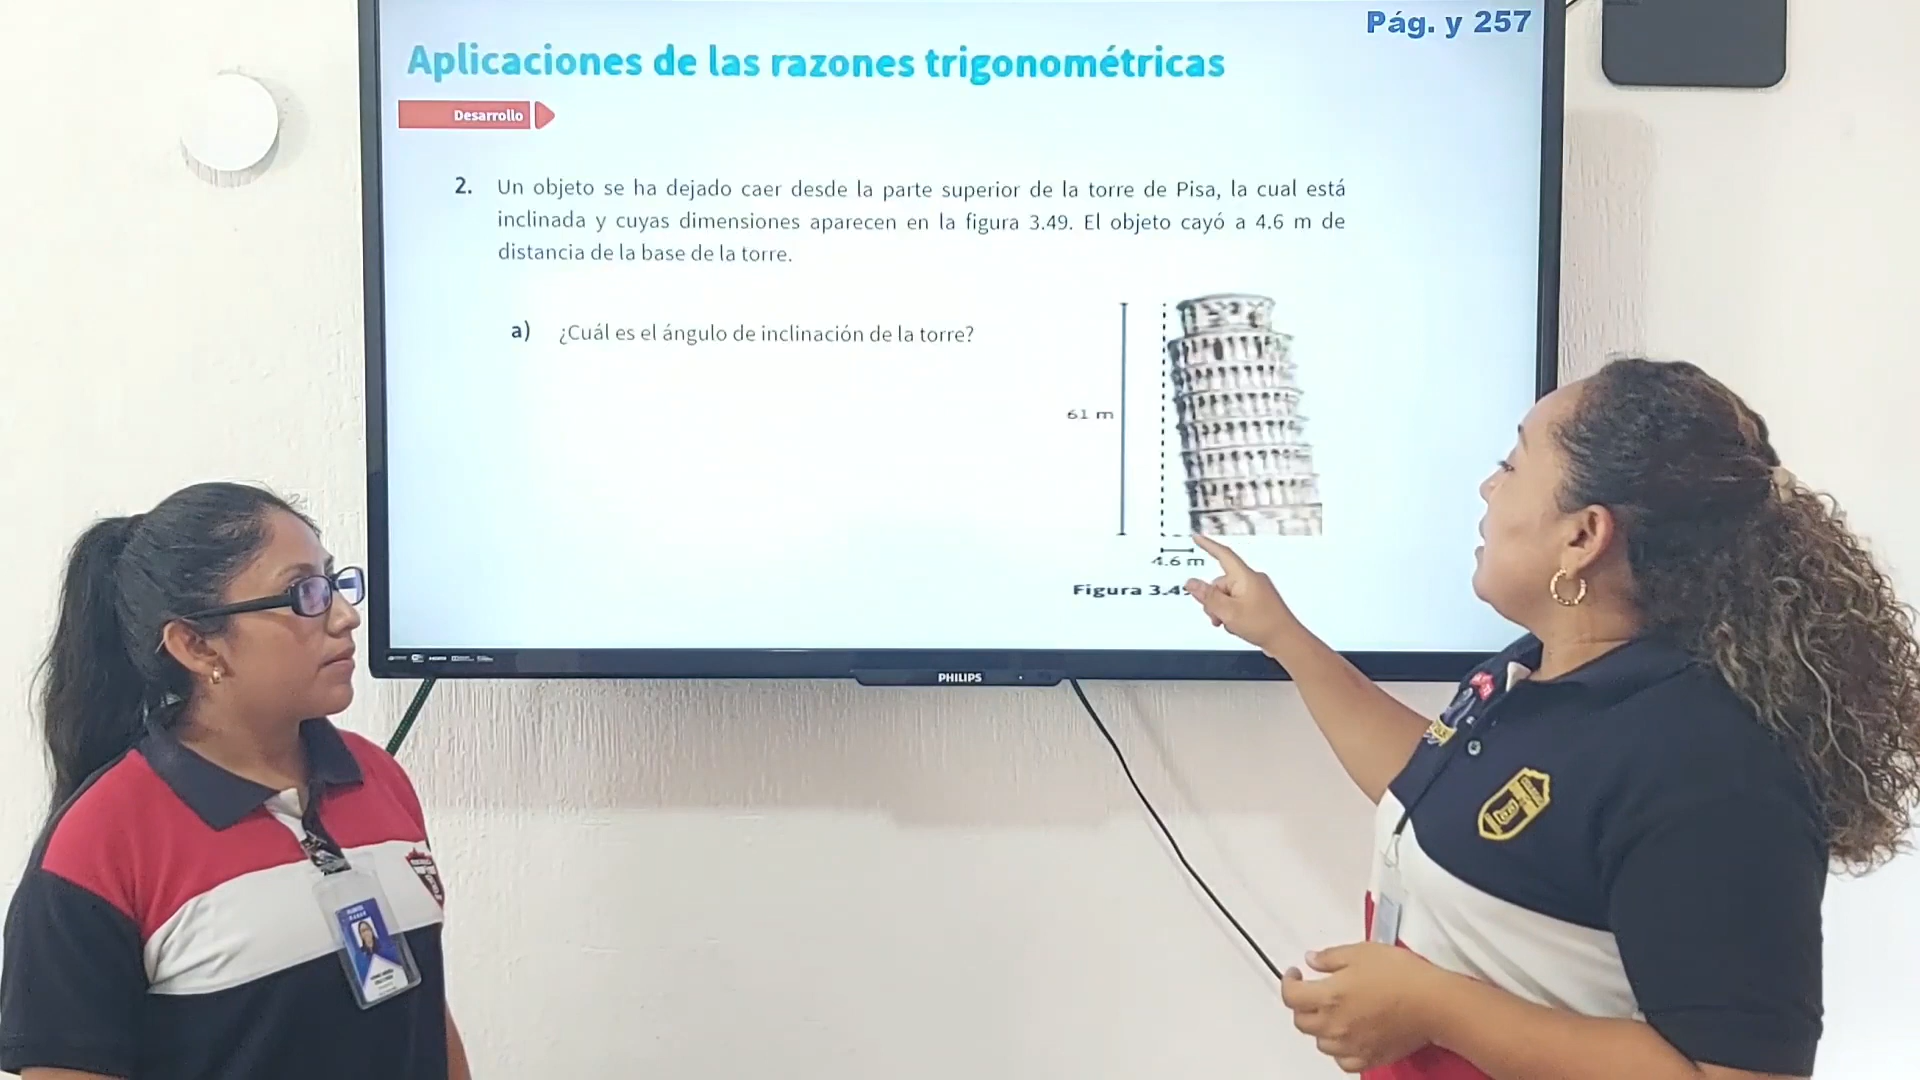 Pág. y 257
Aplicaciones de las razones trigonométricas
Desarrollo
2. Un objeto se ha dejado caer desde la parte superior de la torre de Pisa, la cual está
inclinada y cuyas dimensiones aparecen en la figura 3.49. El objeto cayó a 4.6 m de
distancia de la base de la torre.
a) ¿Cuál es el ángulo de inclinación de la torre?
61 m
4.6 m
Figura 3.49
PHILIPS